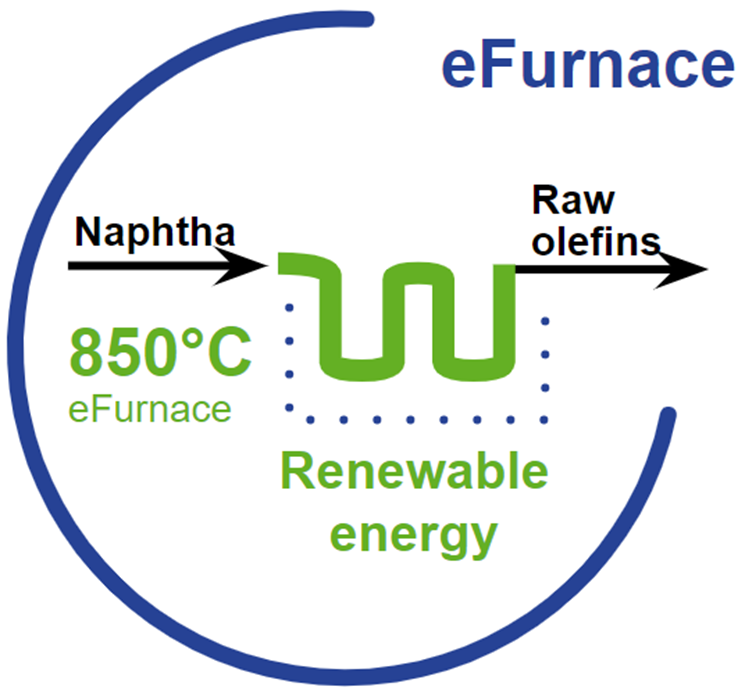 eFurnace
Naphtha
Raw
olefins
850°C
eFurnace
Renewable
energy